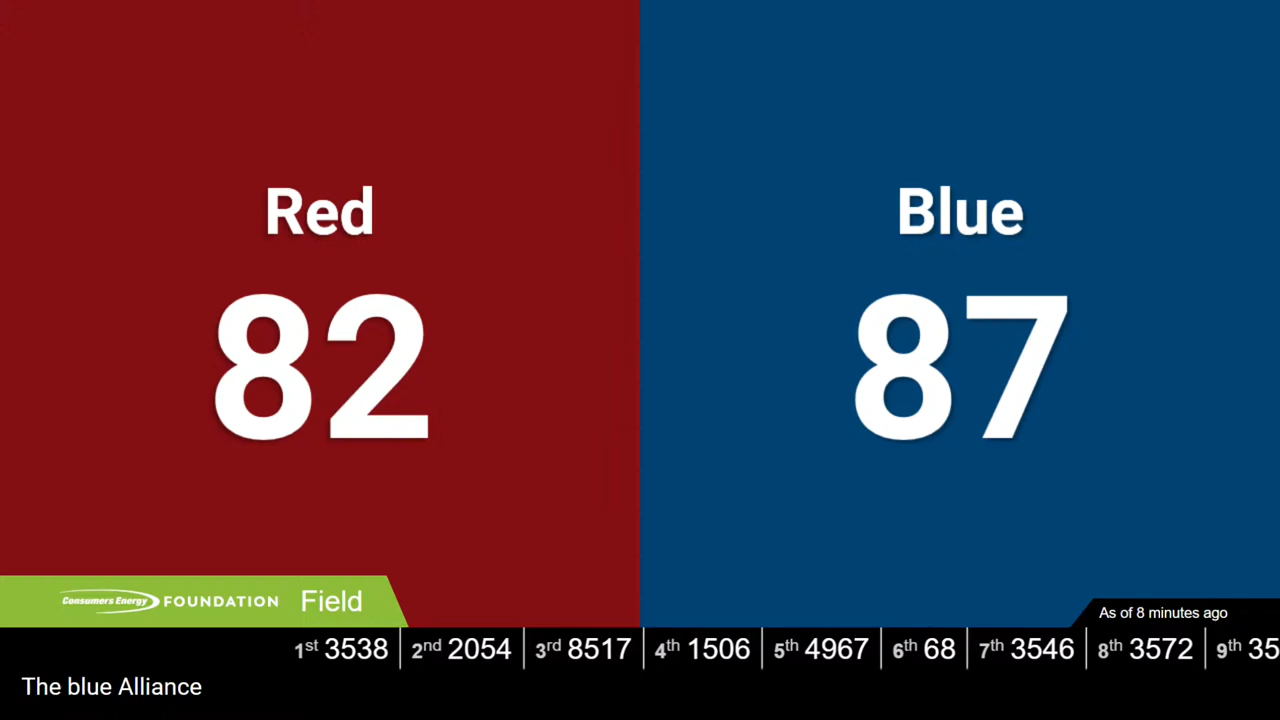 Red
Blue
82
87
Consumers Energy FOUNDATION Field
As of 8 minutes ago
1st 3538 2nd 2054 3rd 8517 4th 1506 5th 4967 6th 68 7th 3546 8th 3572 9th 35
The blue Alliance